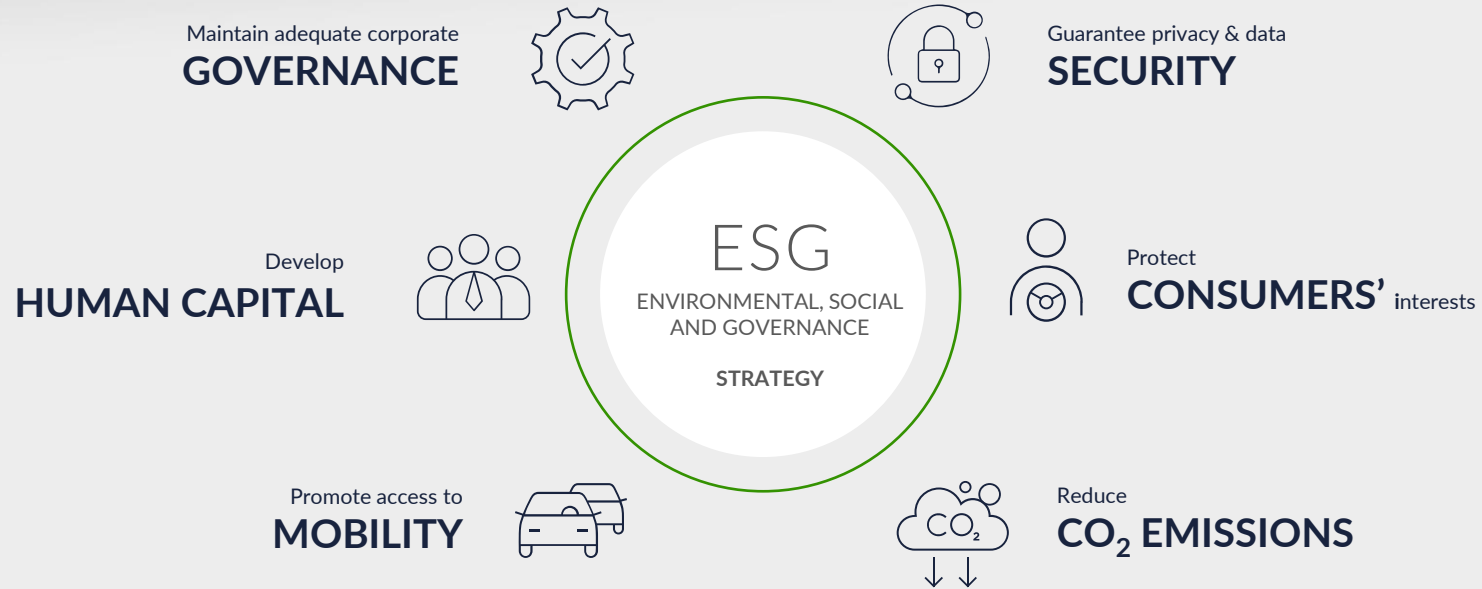 Maintain adequate corporate
GOVERNANCE
Guarantee privacy & data
SECURITY
Develop
HUMAN CAPITAL
ESG
ENVIRONMENTAL, SOCIAL
AND GOVERNANCE
STRATEGY
Protect
CONSUMERS' interests
Promote access to
MOBILITY
CO₂
Reduce
CO₂ EMISSIONS